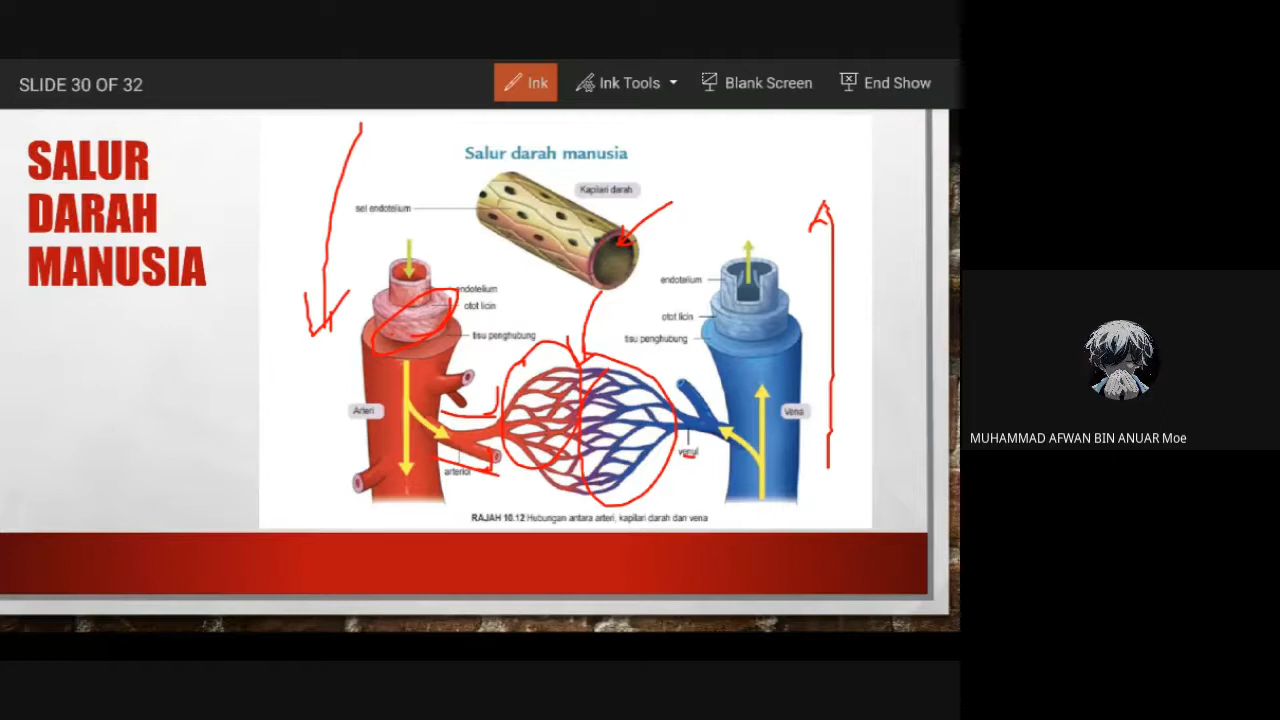 SLIDE 30 OF 32
Ink
Ink Tools
Blank Screen
End Show
SALUR
DARAH
MANUSIA
Salur darah manusia
Kapilari darah
sel endotelium
endotelium
otot licin
tisu penghubung
Arteri
arteriol
endotelium
otot licin
tisu penghubung
Vena
venul
RAJAH 10.12 Hubungan antara arteri, kapilari darah dan vena
MUHAMMAD AFWAN BIN ANUAR Moe